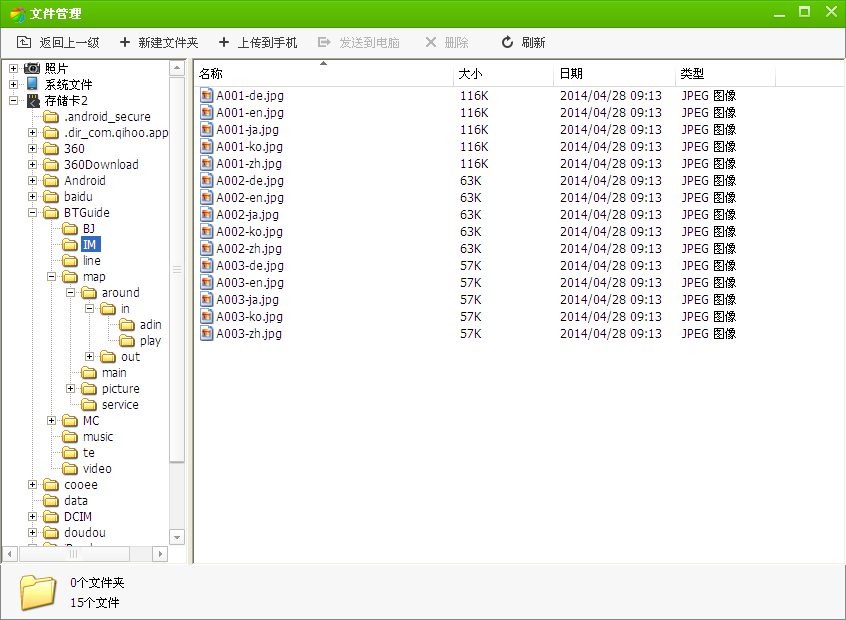 文件管理
返回上一级 新建文件夹 上传到手机 发送到电脑 删除 刷新
照片
系统文件
存储卡2
.android_secure
.dir_com.qihoo.app
360
360Download
Android
baidu
BTGuide
BJ
IM
line
map
around
in
adin
play
out
main
picture
service
MC
music
te
video
cooee
data
DCIM
doudou
名称 大小 日期 类型
A001-de.jpg 116K 2014/04/28 09:13 JPEG 图像
A001-en.jpg 116K 2014/04/28 09:13 JPEG 图像
A001-ja.jpg 116K 2014/04/28 09:13 JPEG 图像
A001-ko.jpg 116K 2014/04/28 09:13 JPEG 图像
A001-zh.jpg 116K 2014/04/28 09:13 JPEG 图像
A002-de.jpg 63K 2014/04/28 09:13 JPEG 图像
A002-en.jpg 63K 2014/04/28 09:13 JPEG 图像
A002-ja.jpg 63K 2014/04/28 09:13 JPEG 图像
A002-ko.jpg 63K 2014/04/28 09:13 JPEG 图像
A002-zh.jpg 63K 2014/04/28 09:13 JPEG 图像
A003-de.jpg 57K 2014/04/28 09:13 JPEG 图像
A003-en.jpg 57K 2014/04/28 09:13 JPEG 图像
A003-ja.jpg 57K 2014/04/28 09:13 JPEG 图像
A003-ko.jpg 57K 2014/04/28 09:13 JPEG 图像
A003-zh.jpg 57K 2014/04/28 09:13 JPEG 图像
0个文件夹
15个文件